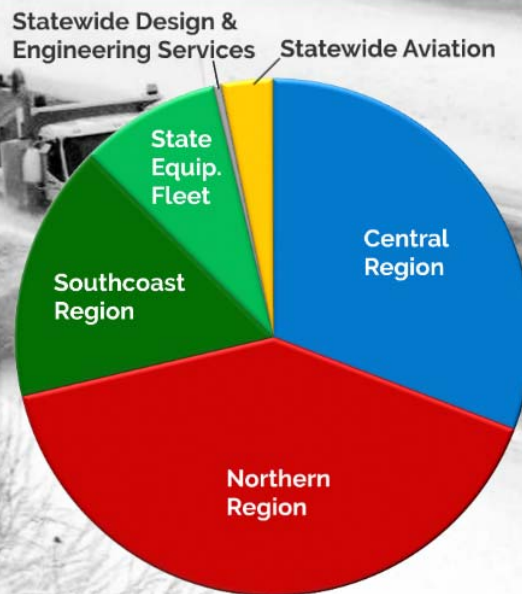 Statewide Design &
Engineering Services
Statewide Aviation
State
Equip.
Fleet
Central
Region
Southcoast
Region
Northern
Region